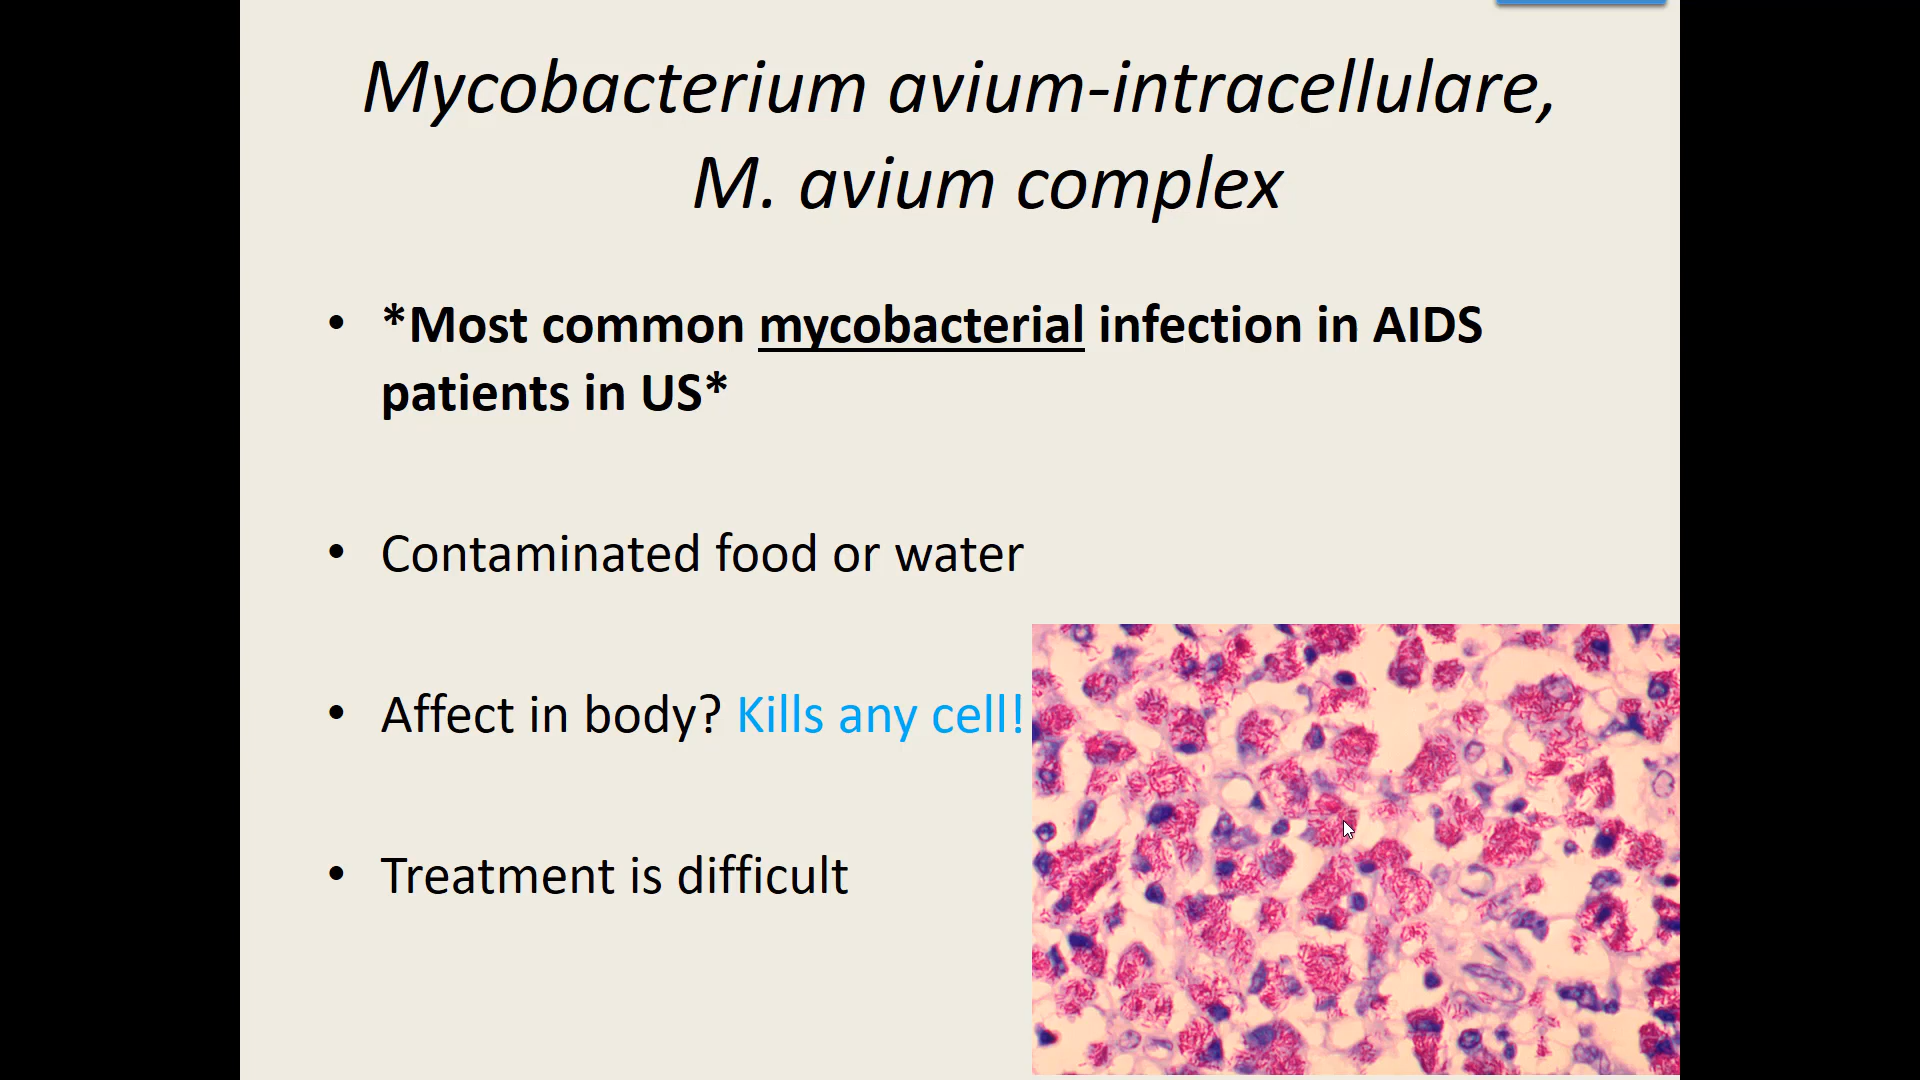 Mycobacterium avium-intracellulare,
M. avium complex
• *Most common mycobacterial infection in AIDS
patients in US*
• Contaminated food or water
• Affect in body? Kills any cell!
• Treatment is difficult